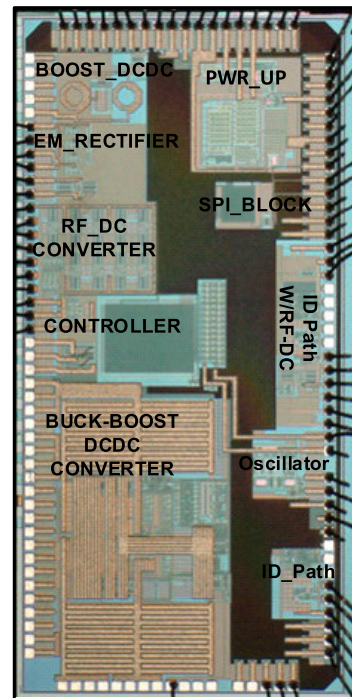 BOOST_DCDC
PWR_UP
EM_RECTIFIER
SPI_BLOCK
RF_DC
CONVERTER
ID Path
W/RF-DC
CONTROLLER
BUCK-BOOST
DCDC
CONVERTER
Oscillator
ID_Path